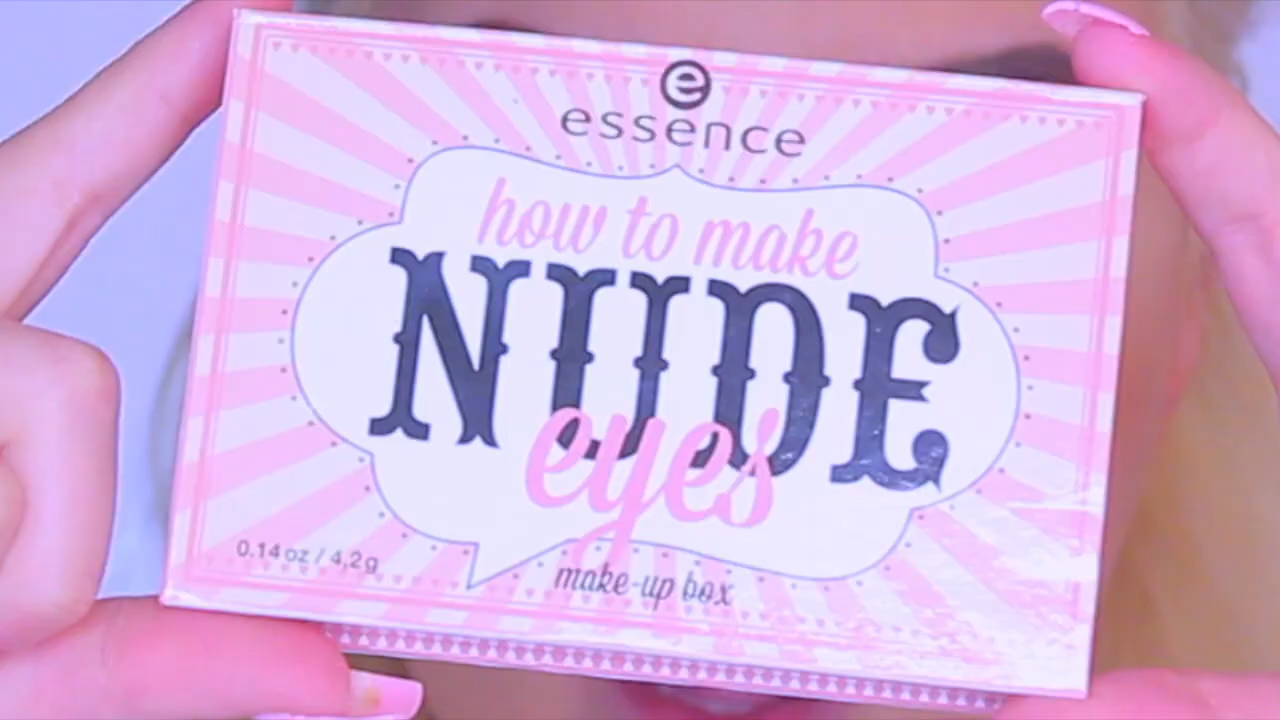 e
essence
how to make
NUDE
eyes
0.14 oz / 4,2g
make-up box